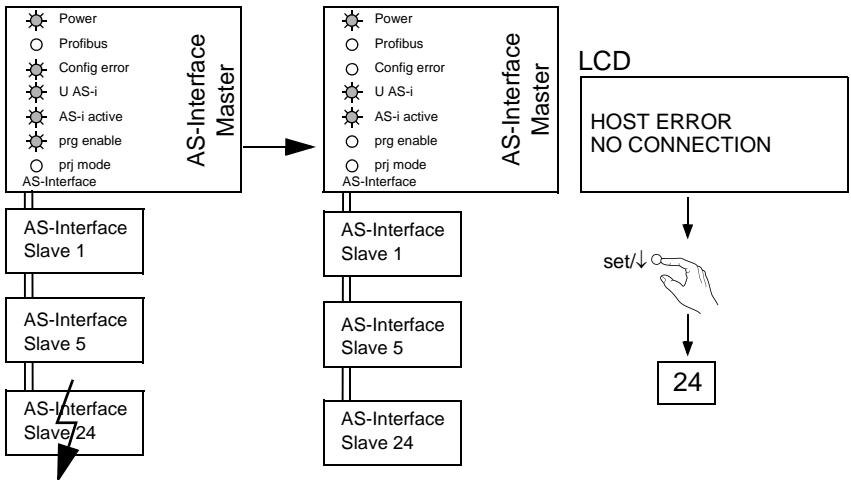 Power
Profibus
Config error
U AS-i
AS-i active
prg enable
prj mode
AS-Interface
AS-Interface
Master
AS-Interface
Slave 1
AS-Interface
Slave 5
AS-Interface
Slave 24
Power
Profibus
Config error
U AS-i
AS-i active
prg enable
prj mode
AS-Interface
AS-Interface
Master
AS-Interface
Slave 1
AS-Interface
Slave 5
AS-Interface
Slave 24
LCD
HOST ERROR
NO CONNECTION
set/↓
24